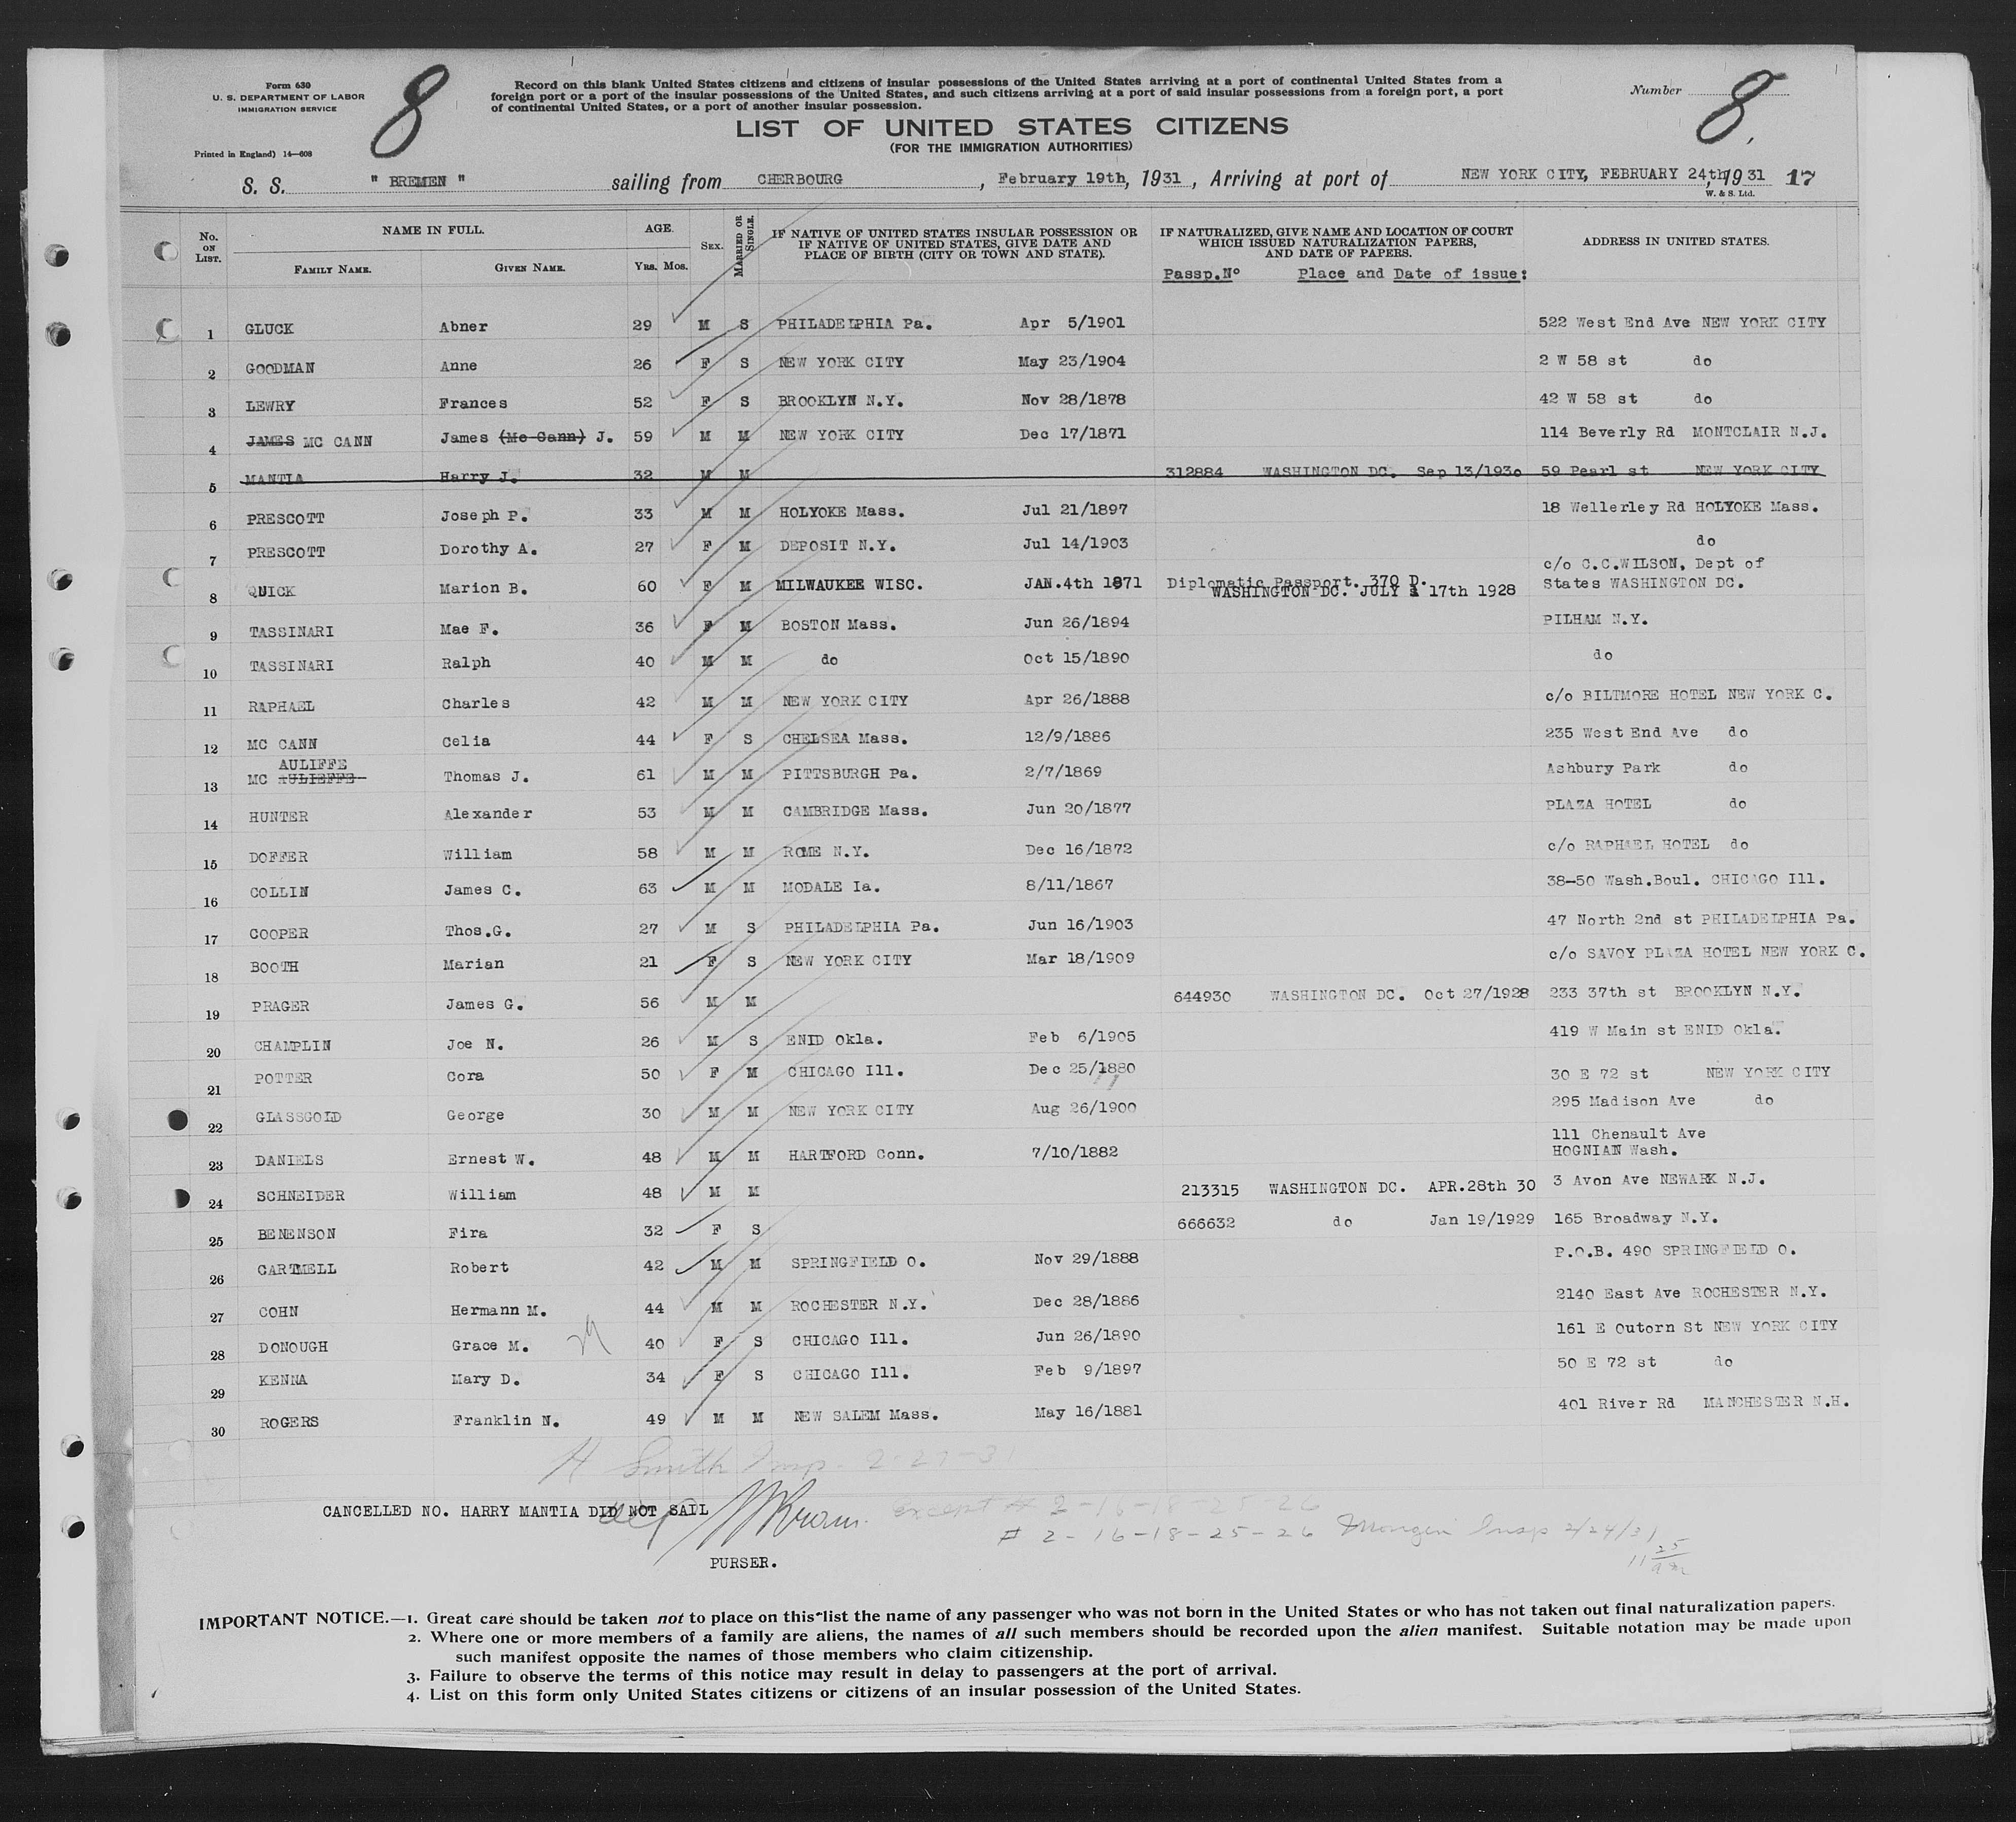 Form 630
U. S. DEPARTMENT OF LABOR
IMMIGRATION SERVICE
Printed in England) 14—608
8
Record on this blank United States citizens and citizens of insular possessions of the United States arriving at a port of continental United States from a
foreign port or a port of the insular possessions of the United States, and such citizens arriving at a port of said insular possessions from a foreign port, a port
of continental United States, or a port of another insular possession.
Number 8
LIST OF UNITED STATES CITIZENS
(FOR THE IMMIGRATION AUTHORITIES)
S. S. " BREMEN " sailing from CHERBOURG, February 19th, 1931, Arriving at port of NEW YORK CITY, FEBRUARY 24th, 1931 17
W. & S. Ltd.
No. ON LIST. NAME IN FULL. FAMILY NAME. GIVEN NAME. AGE. YRS. MOS. SEX. MARRIED OR SINGLE. IF NATIVE OF UNITED STATES INSULAR POSSESSION OR IF NATIVE OF UNITED STATES, GIVE DATE AND PLACE OF BIRTH (CITY OR TOWN AND STATE). IF NATURALIZED, GIVE NAME AND LOCATION OF COURT WHICH ISSUED NATURALIZATION PAPERS, AND DATE OF PAPERS. ADDRESS IN UNITED STATES.
Passp.Nº Place and Date of issue:
1 GLUCK Abner 29 M S PHILADELPHIA Pa. Apr 5/1901 522 West End Ave NEW YORK CITY
2 GOODMAN Anne 26 F S NEW YORK CITY May 23/1904 2 W 58 st do
3 LEWRY Frances 52 F S BROOKLYN N.Y. Nov 28/1878 42 W 58 st do
4 JAMES MC CANN James (Mc Cann) J. 59 M M NEW YORK CITY Dec 17/1871 114 Beverly Rd MONTCLAIR N.J.
5 MANTIA Harry J. 32 M M 312884 WASHINGTON DC. Sep 13/1930 59 Pearl st NEW YORK CITY
6 PRESCOTT Joseph P. 33 M M HOLYOKE Mass. Jul 21/1897 18 Wellerley Rd HOLYOKE Mass.
7 PRESCOTT Dorothy A. 27 F M DEPOSIT N.Y. Jul 14/1903 do
8 QUICK Marion B. 60 F M MILWAUKEE WISC. JAN.4th 1871 Diplomatic Passport. 370 D. WASHINGTON DC. JULY 17th 1928 c/o C.C.WILSON, Dept of States WASHINGTON DC.
9 TASSINARI Mae F. 36 F M BOSTON Mass. Jun 26/1894 PILHAM N.Y.
10 TASSINARI Ralph 40 M M do Oct 15/1890 do
11 RAPHAEL Charles 42 M M NEW YORK CITY Apr 26/1888 c/o BILTMORE HOTEL NEW YORK C.
12 MC CANN Celia 44 F S CHELSEA Mass. 12/9/1886 235 West End Ave do
AULIFFE
13 MC AULIEFFE Thomas J. 61 M M PITTSBURGH Pa. 2/7/1869 Ashbury Park do
14 HUNTER Alexander 53 M M CAMBRIDGE Mass. Jun 20/1877 PLAZA HOTEL do
15 DOFFER William 58 M M ROME N.Y. Dec 16/1872 c/o RAPHAEL HOTEL do
16 COLLIN James C. 63 M M MODALE Ia. 8/11/1867 38-50 Wash.Boul. CHICAGO Ill.
17 COOPER Thos.G. 27 M S PHILADELPHIA Pa. Jun 16/1903 47 North 2nd st PHILADELPHIA Pa.
18 BOOTH Marian 21 F S NEW YORK CITY Mar 18/1909 c/o SAVOY PLAZA HOTEL NEW YORK C.
19 PRAGER James G. 56 M M 644930 WASHINGTON DC. Oct 27/1928 233 37th st BROOKLYN N.Y.
20 CHAMPLIN Joe N. 26 M S ENID Okla. Feb 6/1905 419 W Main st ENID Okla.
21 POTTER Cora 50 F M CHICAGO Ill. Dec 25/1880 30 E 72 st NEW YORK CITY
22 GLASSGOLD George 30 M M NEW YORK CITY Aug 26/1900 295 Madison Ave do
23 DANIELS Ernest W. 48 M M HARTFORD Conn. 7/10/1882 111 Chenault Ave HOGNIAN Wash.
24 SCHNEIDER William 48 M M 213315 WASHINGTON DC. APR.28th 30 3 Avon Ave NEWARK N.J.
25 BENENSON Fira 32 F S 666632 do Jan 19/1929 165 Broadway N.Y.
26 CARTMELL Robert 42 M M SPRINGFIELD O. Nov 29/1888 P.O.B. 490 SPRINGFIELD O.
27 COHN Hermann M. 44 M M ROCHESTER N.Y. Dec 28/1886 2140 East Ave ROCHESTER N.Y.
28 DONOUGH Grace M. 40 F S CHICAGO Ill. Jun 26/1890 161 E Outorn St NEW YORK CITY
29 KENNA Mary D. 34 F S CHICAGO Ill. Feb 9/1897 50 E 72 st do
30 ROGERS Franklin N. 49 M M NEW SALEM Mass. May 16/1881 401 River Rd MANCHESTER N.H.
H Smith Insp.
CANCELLED NO. HARRY MANTIA DID NOT SAIL
Except # 2-16-18-25-26
# 2-16-18-25-26 Insp 2/24/31
11 25
PURSER.
IMPORTANT NOTICE.—1. Great care should be taken not to place on this list the name of any passenger who was not born in the United States or who has not taken out final naturalization papers.
2. Where one or more members of a family are aliens, the names of all such members should be recorded upon the alien manifest. Suitable notation may be made upon
such manifest opposite the names of those members who claim citizenship.
3. Failure to observe the terms of this notice may result in delay to passengers at the port of arrival.
4. List on this form only United States citizens or citizens of an insular possession of the United States.